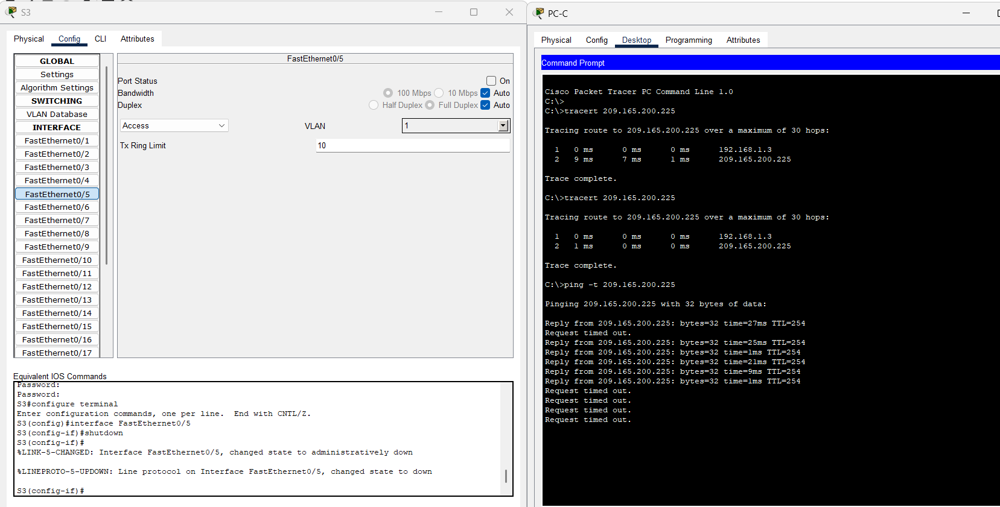 S3
Physical Config CLI Attributes
GLOBAL
Settings
Algorithm Settings
SWITCHING
VLAN Database
INTERFACE
FastEthernet0/1
FastEthernet0/2
FastEthernet0/3
FastEthernet0/4
FastEthernet0/5
FastEthernet0/6
FastEthernet0/7
FastEthernet0/8
FastEthernet0/9
FastEthernet0/10
FastEthernet0/11
FastEthernet0/12
FastEthernet0/13
FastEthernet0/14
FastEthernet0/15
FastEthernet0/16
FastEthernet0/17
FastEthernet0/5
Port Status On
Bandwidth 100 Mbps 10 Mbps Auto
Duplex Half Duplex Full Duplex Auto
Access VLAN 1
Tx Ring Limit 10
Equivalent IOS Commands
Password:
Password:
S3#configure terminal
Enter configuration commands, one per line. End with CNTL/Z.
S3(config)#interface FastEthernet0/5
S3(config-if)#shutdown
S3(config-if)#
%LINK-5-CHANGED: Interface FastEthernet0/5, changed state to administratively down
%LINEPROTO-5-UPDOWN: Line protocol on Interface FastEthernet0/5, changed state to down
S3(config-if)#
PC-C
Physical Config Desktop Programming Attributes
Command Prompt
Cisco Packet Tracer PC Command Line 1.0
C:\>
C:\>tracert 209.165.200.225
Tracing route to 209.165.200.225 over a maximum of 30 hops:
1 0 ms 0 ms 0 ms 192.168.1.3
2 9 ms 7 ms 1 ms 209.165.200.225
Trace complete.
C:\>tracert 209.165.200.225
Tracing route to 209.165.200.225 over a maximum of 30 hops:
1 0 ms 0 ms 0 ms 192.168.1.3
2 1 ms 0 ms 0 ms 209.165.200.225
Trace complete.
C:\>ping -t 209.165.200.225
Pinging 209.165.200.225 with 32 bytes of data:
Reply from 209.165.200.225: bytes=32 time=27ms TTL=254
Request timed out.
Reply from 209.165.200.225: bytes=32 time=25ms TTL=254
Reply from 209.165.200.225: bytes=32 time=1ms TTL=254
Reply from 209.165.200.225: bytes=32 time=21ms TTL=254
Reply from 209.165.200.225: bytes=32 time=9ms TTL=254
Reply from 209.165.200.225: bytes=32 time=1ms TTL=254
Request timed out.
Request timed out.
Request timed out.
Request timed out.